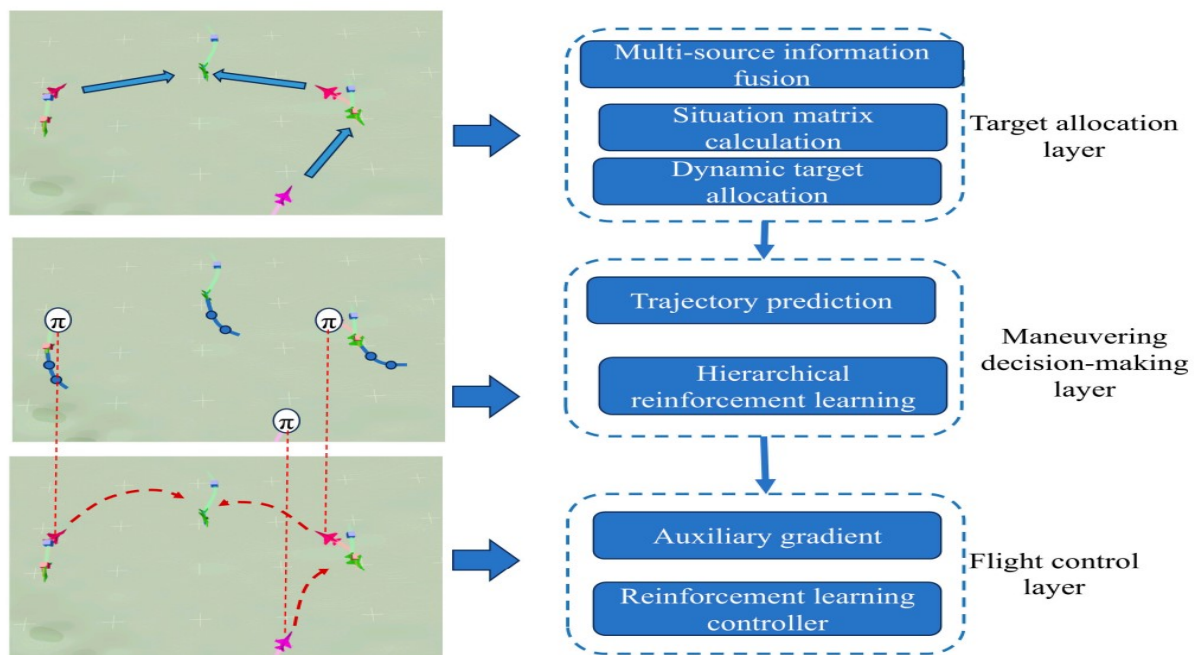 Multi-source information
fusion
Situation matrix
calculation
Dynamic target
allocation
Target allocation
layer
π
π
π
Trajectory prediction
Hierarchical
reinforcement learning
Maneuvering
decision-making
layer
Auxiliary gradient
Reinforcement learning
controller
Flight control
layer